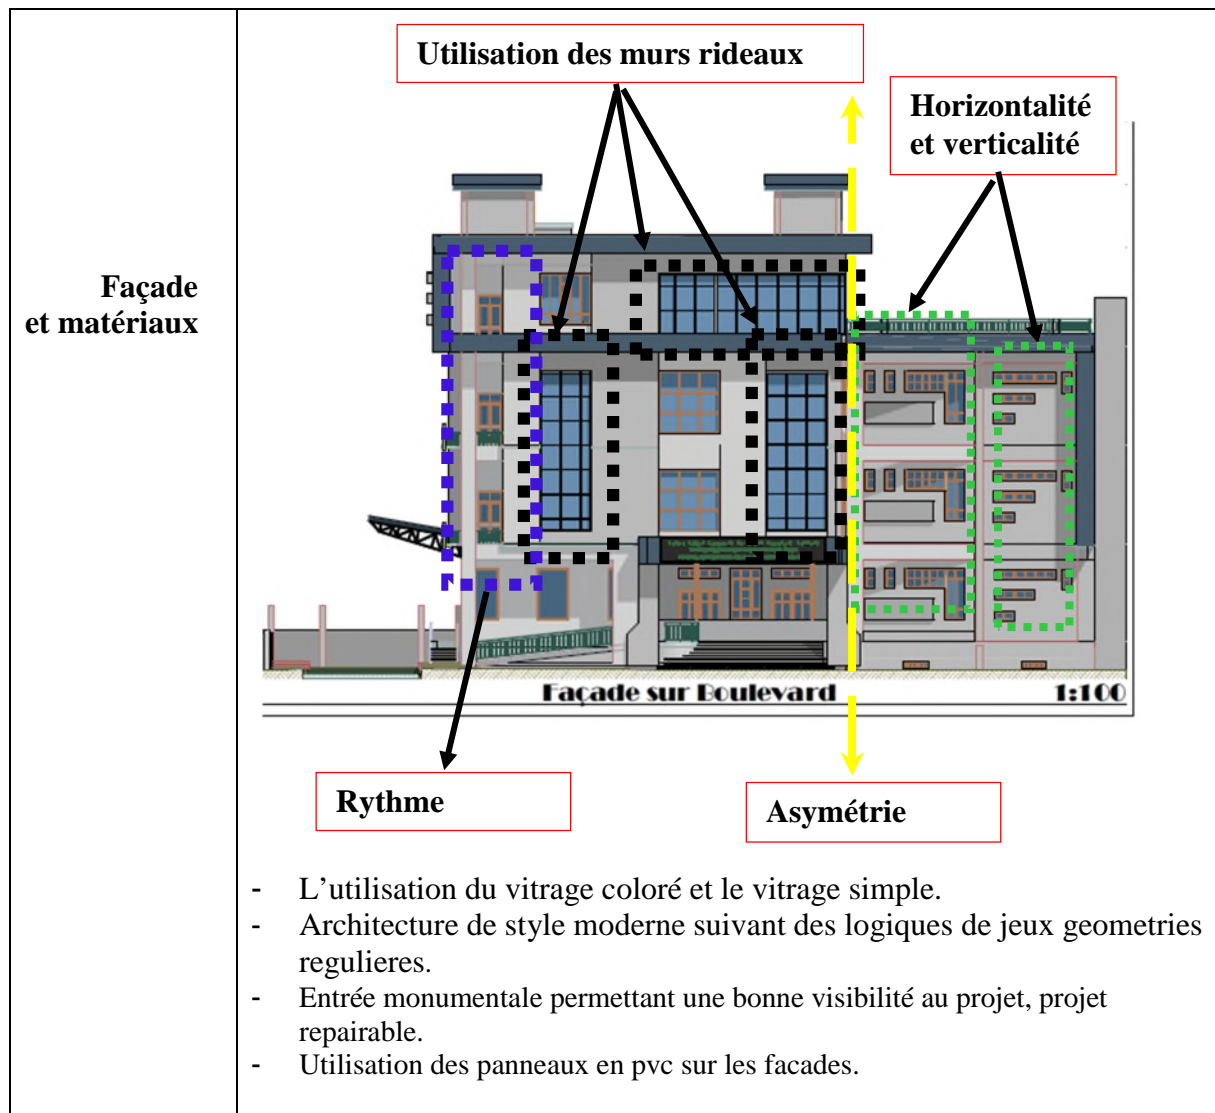 Utilisation des murs rideaux
Horizontalité
et verticalité
Façade
et matériaux
Façade sur Boulevard 1:100
Rythme
Asymétrie
- L’utilisation du vitrage coloré et le vitrage simple.
- Architecture de style moderne suivant des logiques de jeux geometries
regulieres.
- Entrée monumentale permettant une bonne visibilité au projet, projet
repairable.
- Utilisation des panneaux en pvc sur les facades.